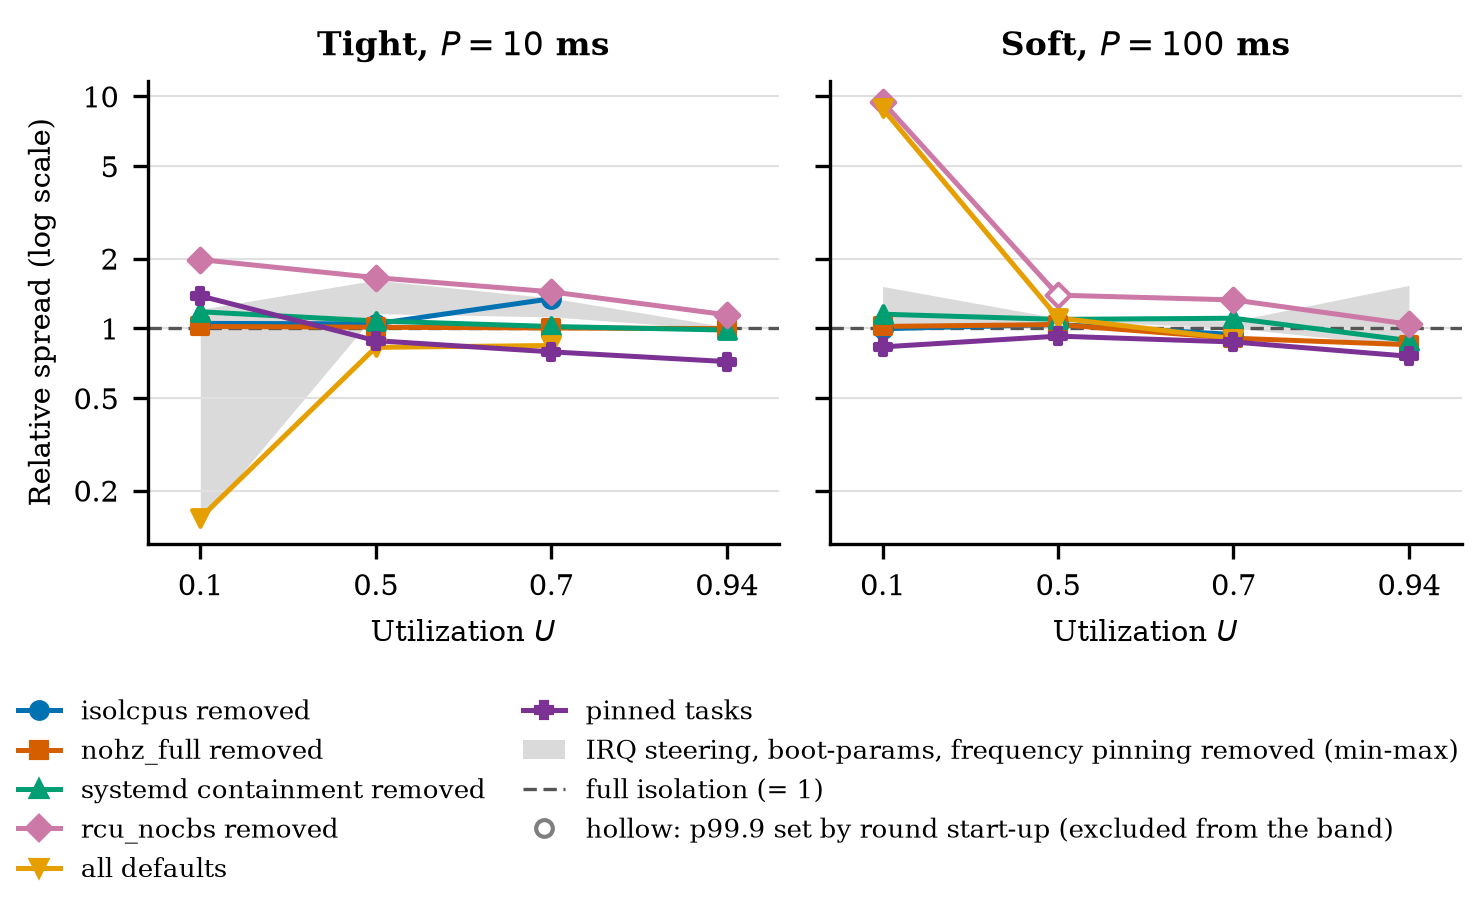 Tight, P = 10 ms
Soft, P = 100 ms
Relative spread (log scale)
10
5
2
1
0.5
0.2
0.1
0.5
0.7
0.94
0.1
0.5
0.7
0.94
Utilization U
Utilization U
isolcpus removed
nohz_full removed
systemd containment removed
rcu_nocbs removed
all defaults
pinned tasks
IRQ steering, boot-params, frequency pinning removed (min-max)
full isolation (= 1)
hollow: p99.9 set by round start-up (excluded from the band)